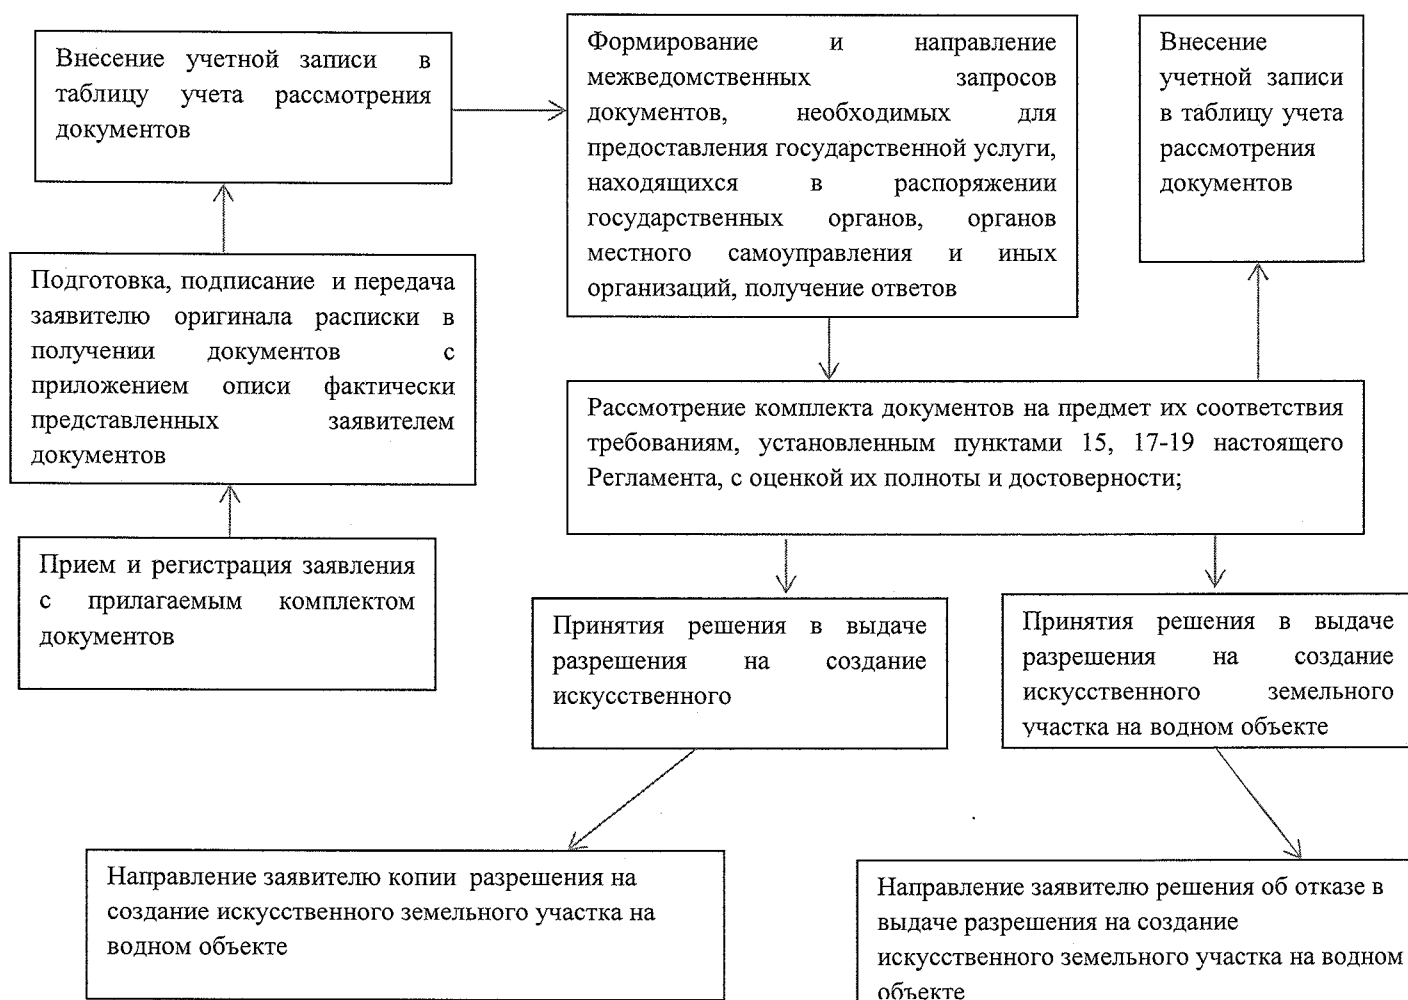 Внесение учетной записи в
таблицу учета рассмотрения
документов
Формирование и направление
межведомственных запросов
документов, необходимых для
предоставления государственной услуги,
находящихся в распоряжении
государственных органов, органов
местного самоуправления и иных
организаций, получение ответов
Внесение
учетной записи
в таблицу учета
рассмотрения
документов
Подготовка, подписание и передача
заявителю оригинала расписки в
получении документов с
приложением описи фактически
представленных заявителем
документов
Рассмотрение комплекта документов на предмет их соответствия
требованиям, установленным пунктами 15, 17-19 настоящего
Регламента, с оценкой их полноты и достоверности;
Прием и регистрация заявления
с прилагаемым комплектом
документов
Принятия решения в выдаче
разрешения на создание
искусственного
Принятия решения в выдаче
разрешения на создание
искусственного земельного
участка на водном объекте
Направление заявителю копии разрешения на
создание искусственного земельного участка на
водном объекте
Направление заявителю решения об отказе в
выдаче разрешения на создание
искусственного земельного участка на водном
объекте